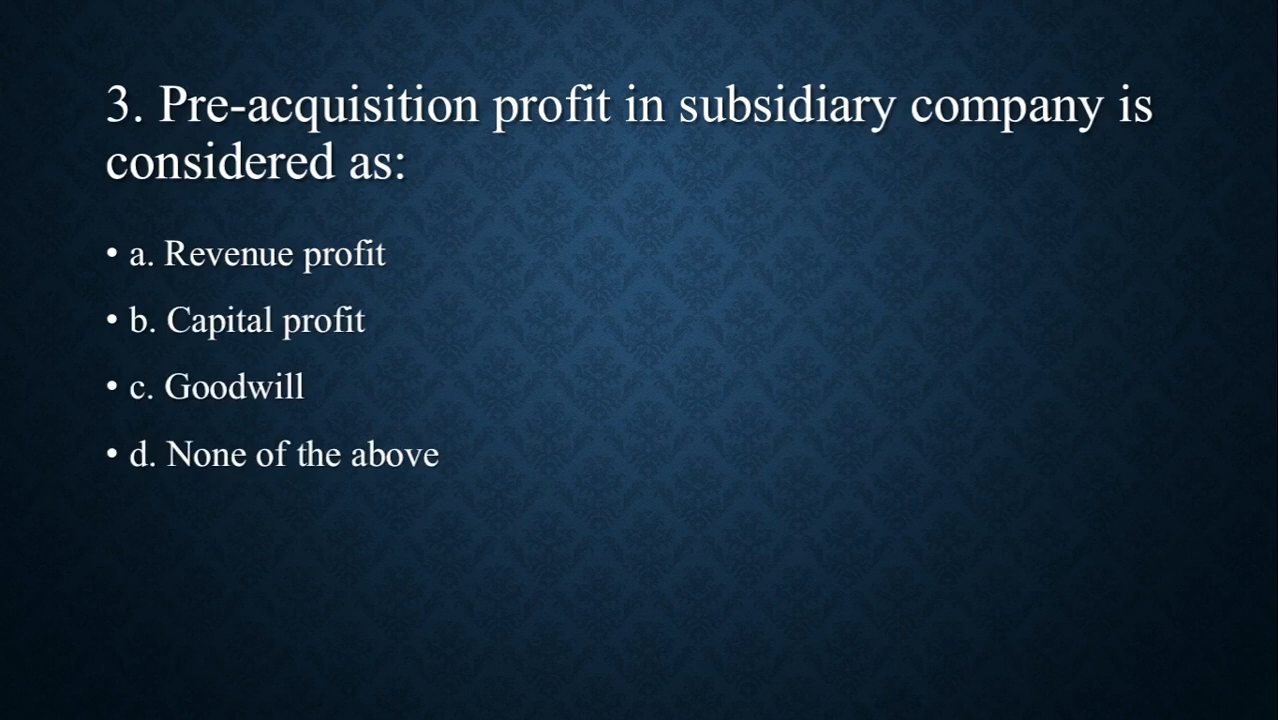 3. Pre-acquisition profit in subsidiary company is
considered as:
• a. Revenue profit
• b. Capital profit
• c. Goodwill
• d. None of the above